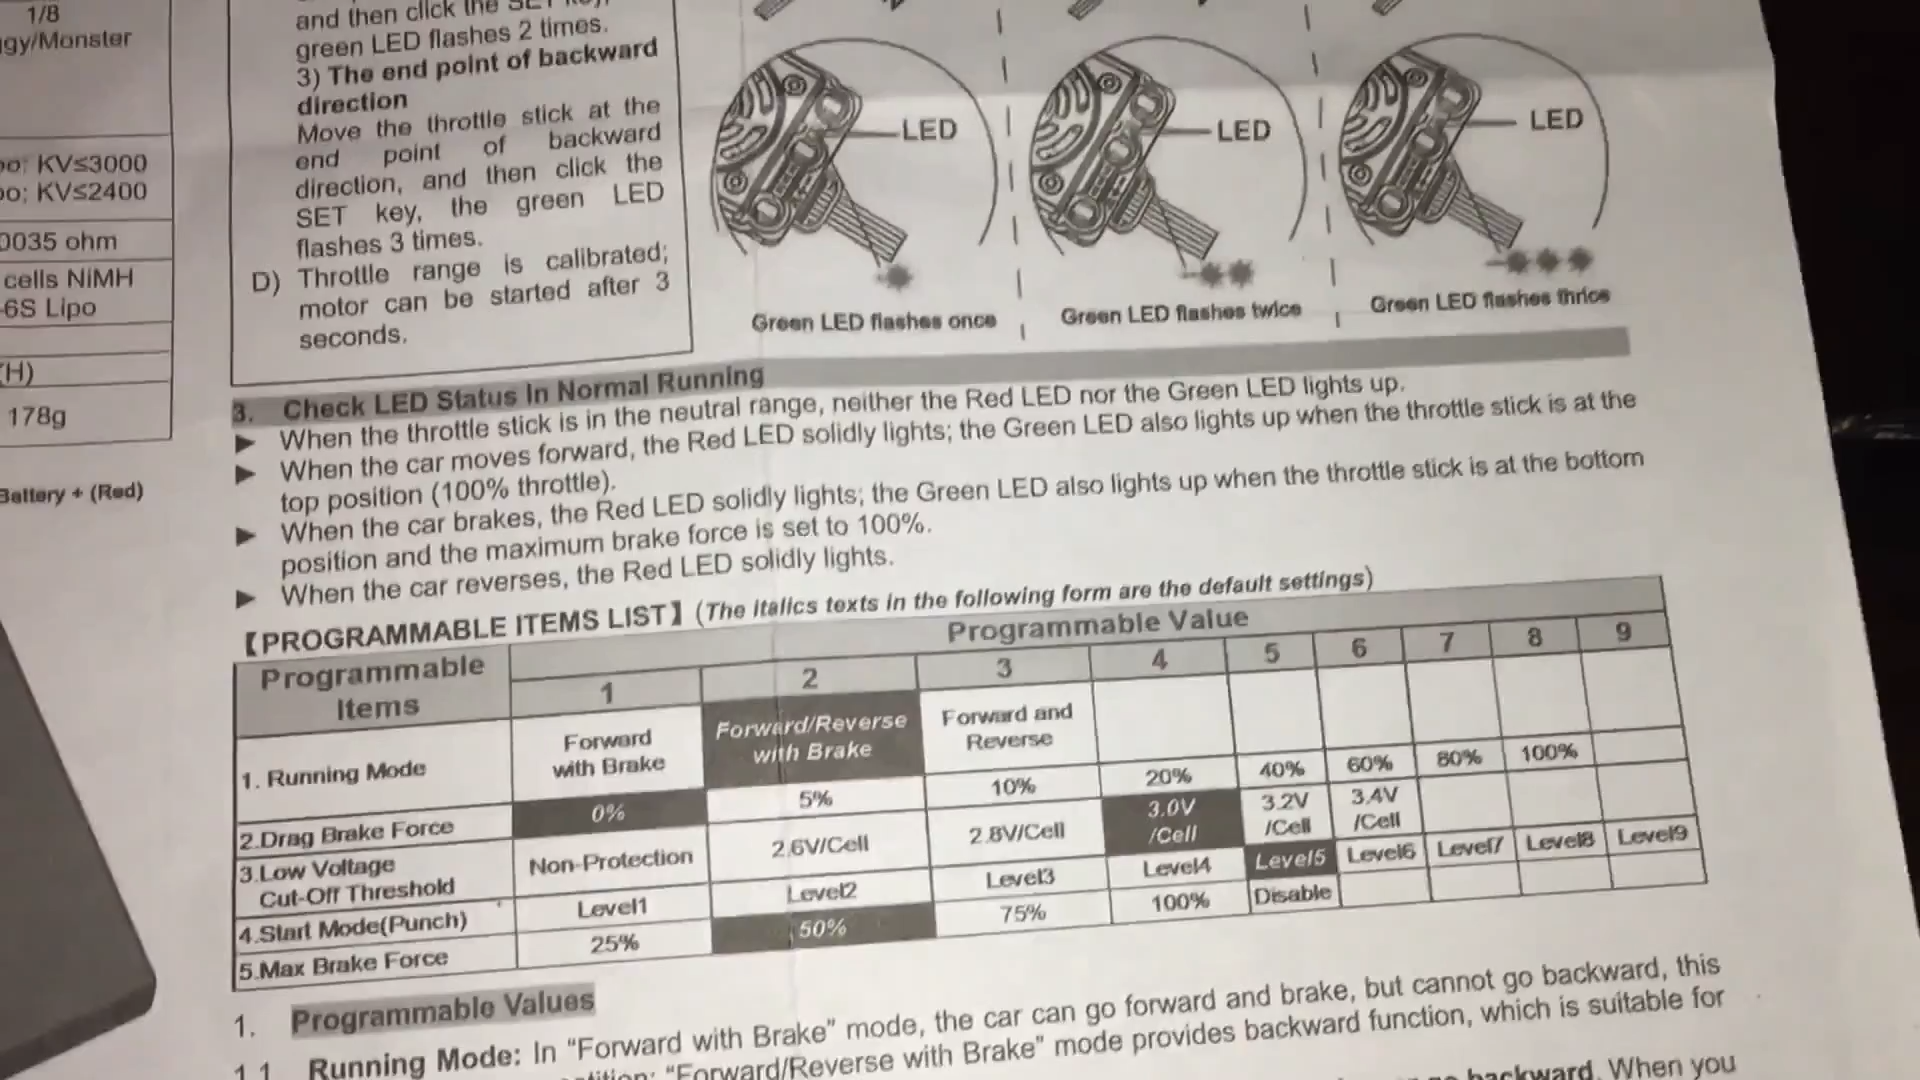 1/8
gy/Monster
KV≤3000
KV≤2400
0035 ohm
cells NiMH
6S Lipo
(H)
178g
Battery + (Red)
and then click the SET key,
green LED flashes 2 times.
3) The end point of backward
direction
Move the throttle stick at the
end point of backward
direction, and then click the
SET key, the green LED
flashes 3 times.
D) Throttle range is calibrated;
motor can be started after 3
seconds.
LED
LED
LED
Green LED flashes once
Green LED flashes twice
Green LED flashes thrice
3. Check LED Status In Normal Running
► When the throttle stick is in the neutral range, neither the Red LED nor the Green LED lights up.
► When the car moves forward, the Red LED solidly lights; the Green LED also lights up when the throttle stick is at the
top position (100% throttle).
► When the car brakes, the Red LED solidly lights; the Green LED also lights up when the throttle stick is at the bottom
position and the maximum brake force is set to 100%.
► When the car reverses, the Red LED solidly lights.
【PROGRAMMABLE ITEMS LIST】 (The italics texts in the following form are the default settings)
Programmable Items
Programmable Value
1 2 3 4 5 6 7 8 9
1. Running Mode Forward with Brake Forward/Reverse with Brake Forward and Reverse
2.Drag Brake Force 0% 5% 10% 20% 40% 60% 80% 100%
3.Low Voltage Cut-Off Threshold Non-Protection 2.6V/Cell 2.8V/Cell 3.0V /Cell 3.2V /Cell 3.4V /Cell
4.Start Mode(Punch) Level1 Level2 Level3 Level4 Level5 Level6 Level7 Level8 Level9
5.Max Brake Force 25% 50% 75% 100% Disable
1. Programmable Values
1.1 Running Mode: In “Forward with Brake” mode, the car can go forward and brake, but cannot go backward, this
“Forward/Reverse with Brake” mode provides backward function, which is suitable for
backward. When you